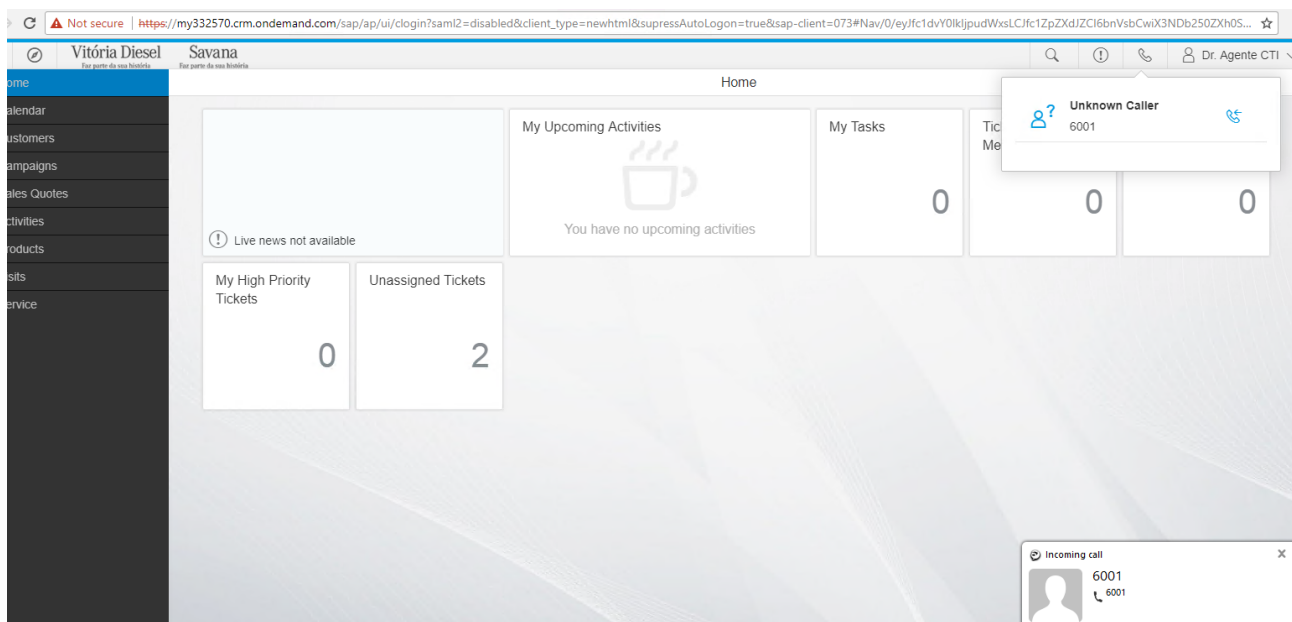 Not secure | https://my332570.crm.ondemand.com/sap/ap/ui/clogin?saml2=disabled&client_type=newhtml&supressAutoLogon=true&sap-client=073#Nav/0/eyJfc1dvY0lkIjpudWxsLCJfc1ZpZXdJZCI6bnVsbCwiX3NDb250ZXh0S...
Vitória Diesel
Faz parte da sua história
Savana
Faz parte da sua história
Dr. Agente CTI
ome
Home
alendar
ustomers
ampaigns
ales Quotes
ctivities
roducts
isits
ervice
Unknown Caller
6001
My Upcoming Activities
You have no upcoming activities
My Tasks
0
Tic
Me
0
0
Live news not available
My High Priority
Tickets
0
Unassigned Tickets
2
Incoming call
6001
6001